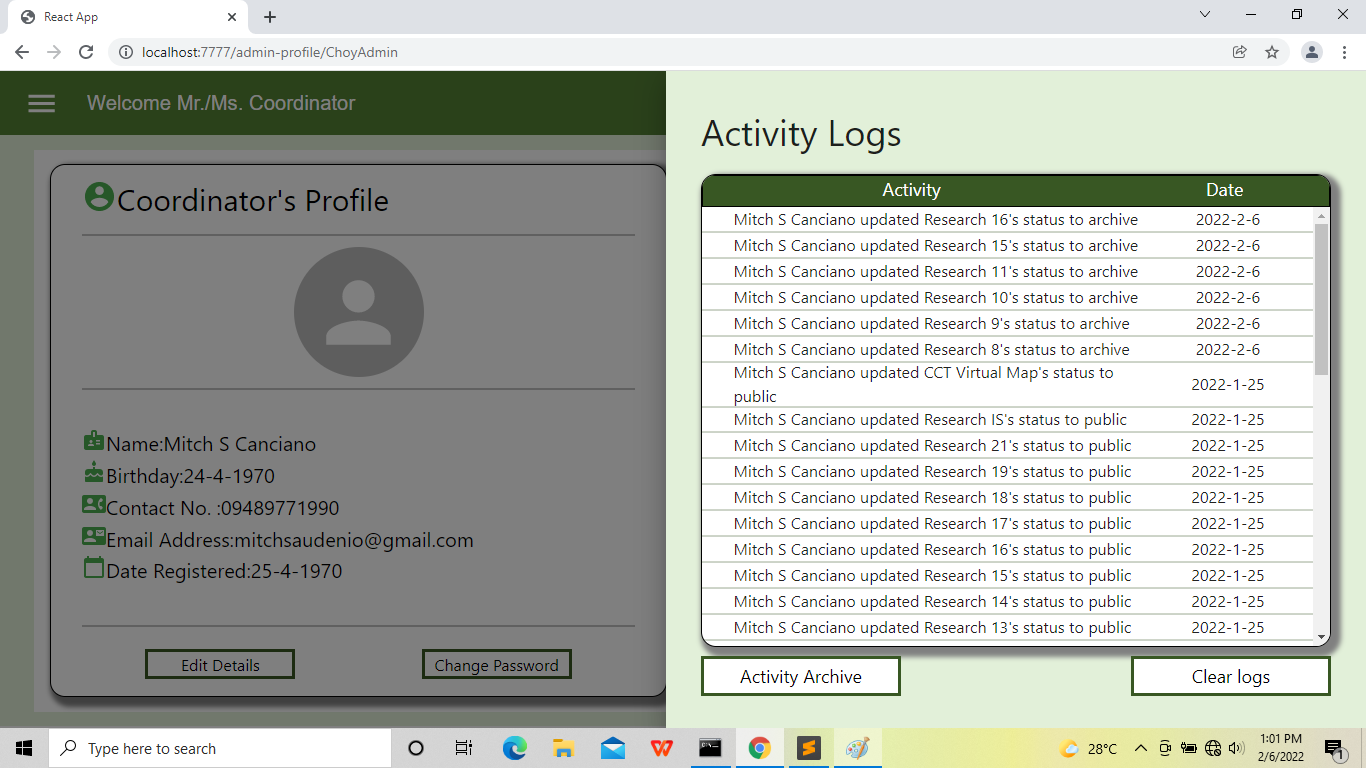 React App
localhost:7777/admin-profile/ChoyAdmin
Welcome Mr./Ms. Coordinator
Coordinator's Profile
Name:Mitch S Canciano
Birthday:24-4-1970
Contact No. :09489771990
Email Address:mitchsaudenio@gmail.com
Date Registered:25-4-1970
Edit Details
Change Password
Activity Logs
Activity Date
Mitch S Canciano updated Research 16's status to archive 2022-2-6
Mitch S Canciano updated Research 15's status to archive 2022-2-6
Mitch S Canciano updated Research 11's status to archive 2022-2-6
Mitch S Canciano updated Research 10's status to archive 2022-2-6
Mitch S Canciano updated Research 9's status to archive 2022-2-6
Mitch S Canciano updated Research 8's status to archive 2022-2-6
Mitch S Canciano updated CCT Virtual Map's status to
public 2022-1-25
Mitch S Canciano updated Research IS's status to public 2022-1-25
Mitch S Canciano updated Research 21's status to public 2022-1-25
Mitch S Canciano updated Research 19's status to public 2022-1-25
Mitch S Canciano updated Research 18's status to public 2022-1-25
Mitch S Canciano updated Research 17's status to public 2022-1-25
Mitch S Canciano updated Research 16's status to public 2022-1-25
Mitch S Canciano updated Research 15's status to public 2022-1-25
Mitch S Canciano updated Research 14's status to public 2022-1-25
Mitch S Canciano updated Research 13's status to public 2022-1-25
Activity Archive
Clear logs
Type here to search
28°C
1:01 PM
2/6/2022
1